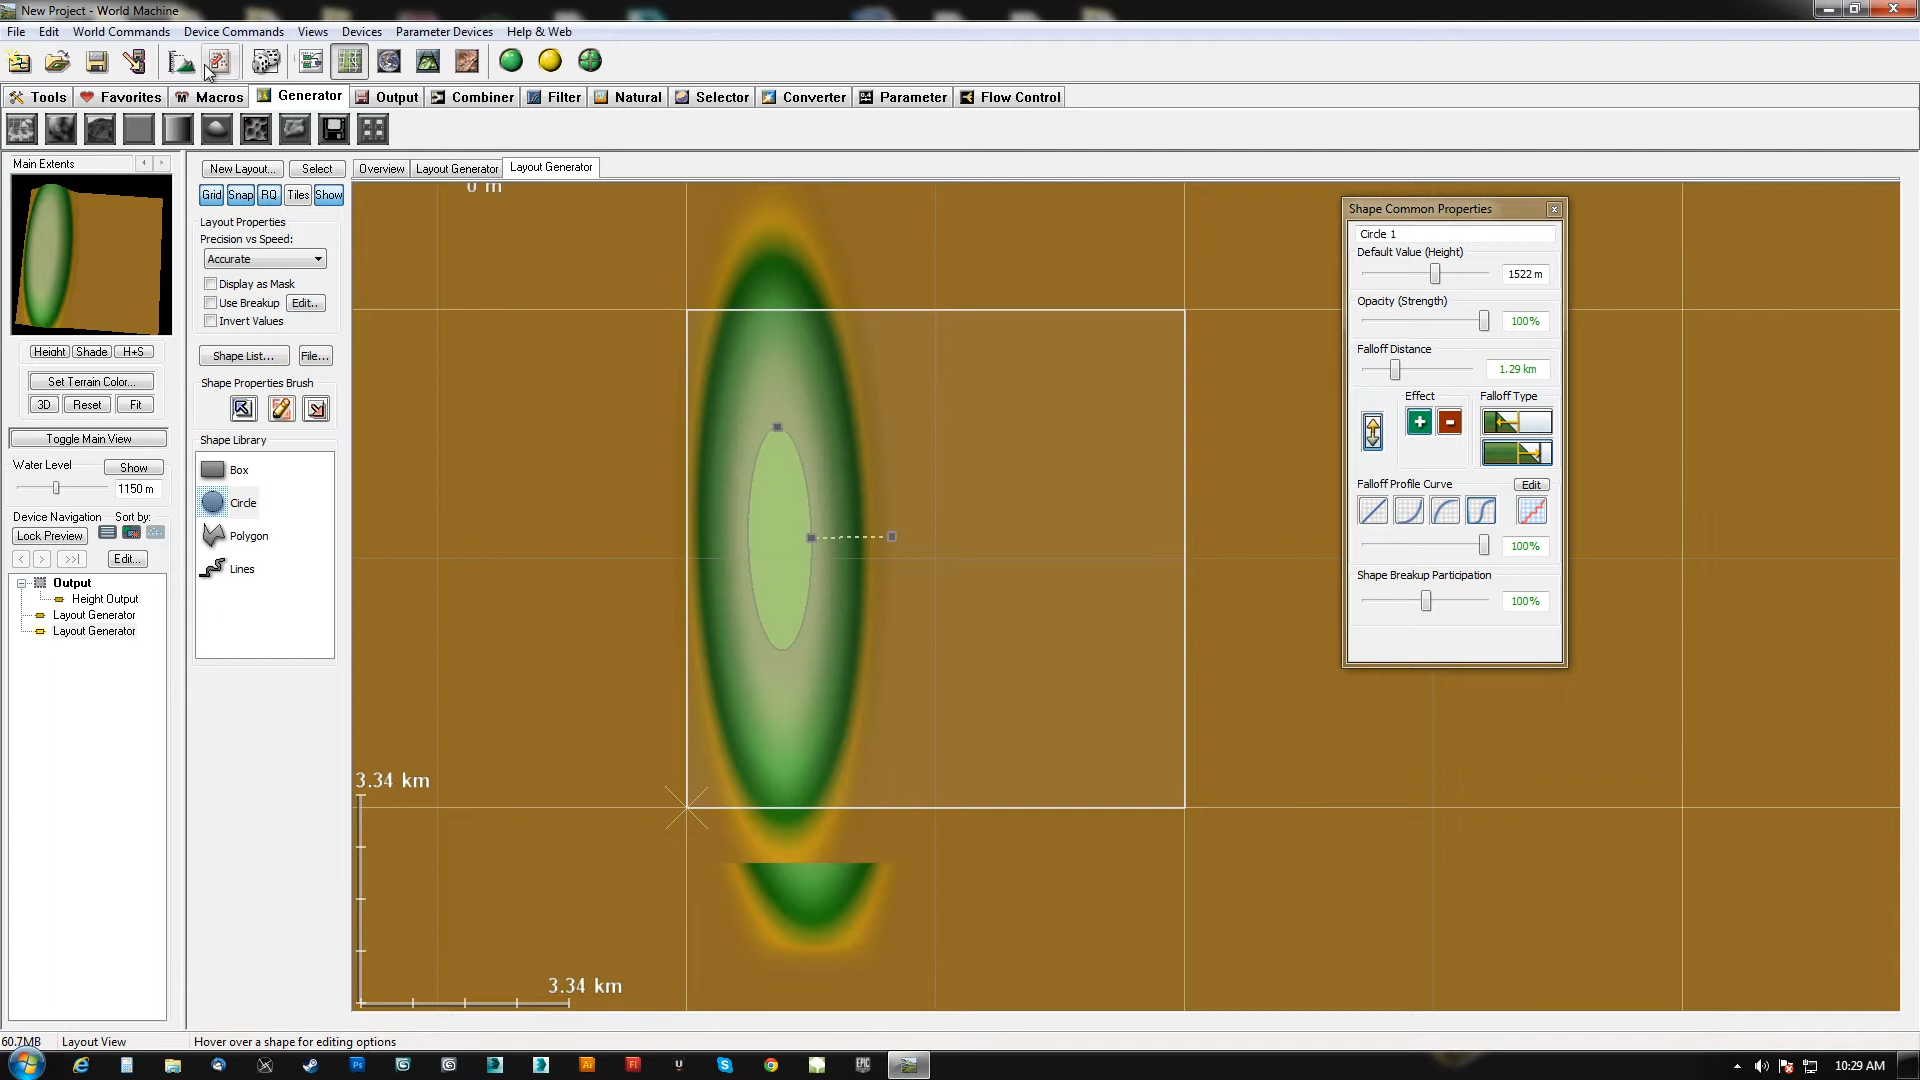 New Project - World Machine
File Edit World Commands Device Commands Views Devices Parameter Devices Help & Web
Tools Favorites Macros Generator Output Combiner Filter Natural Selector Converter Parameter Flow Control
Main Extents
Height Shade H+S
Set Terrain Color...
3D Reset Fit
Toggle Main View
Water Level Show
1150 m
Device Navigation Sort by:
Lock Preview
< > >>| Edit...
Output
Height Output
Layout Generator
Layout Generator
New Layout... Select
Grid Snap RQ Tiles Show
Layout Properties
Precision vs Speed:
Accurate
Display as Mask
Use Breakup Edit..
Invert Values
Shape List... File...
Shape Properties Brush
Shape Library
Box
Circle
Polygon
Lines
Overview Layout Generator Layout Generator
0 m
3.34 km
3.34 km
Shape Common Properties
Circle 1
Default Value (Height)
1522 m
Opacity (Strength)
100%
Falloff Distance
1.29 km
Effect Falloff Type
Falloff Profile Curve Edit
100%
Shape Breakup Participation
100%
60.7MB Layout View Hover over a shape for editing options
10:29 AM